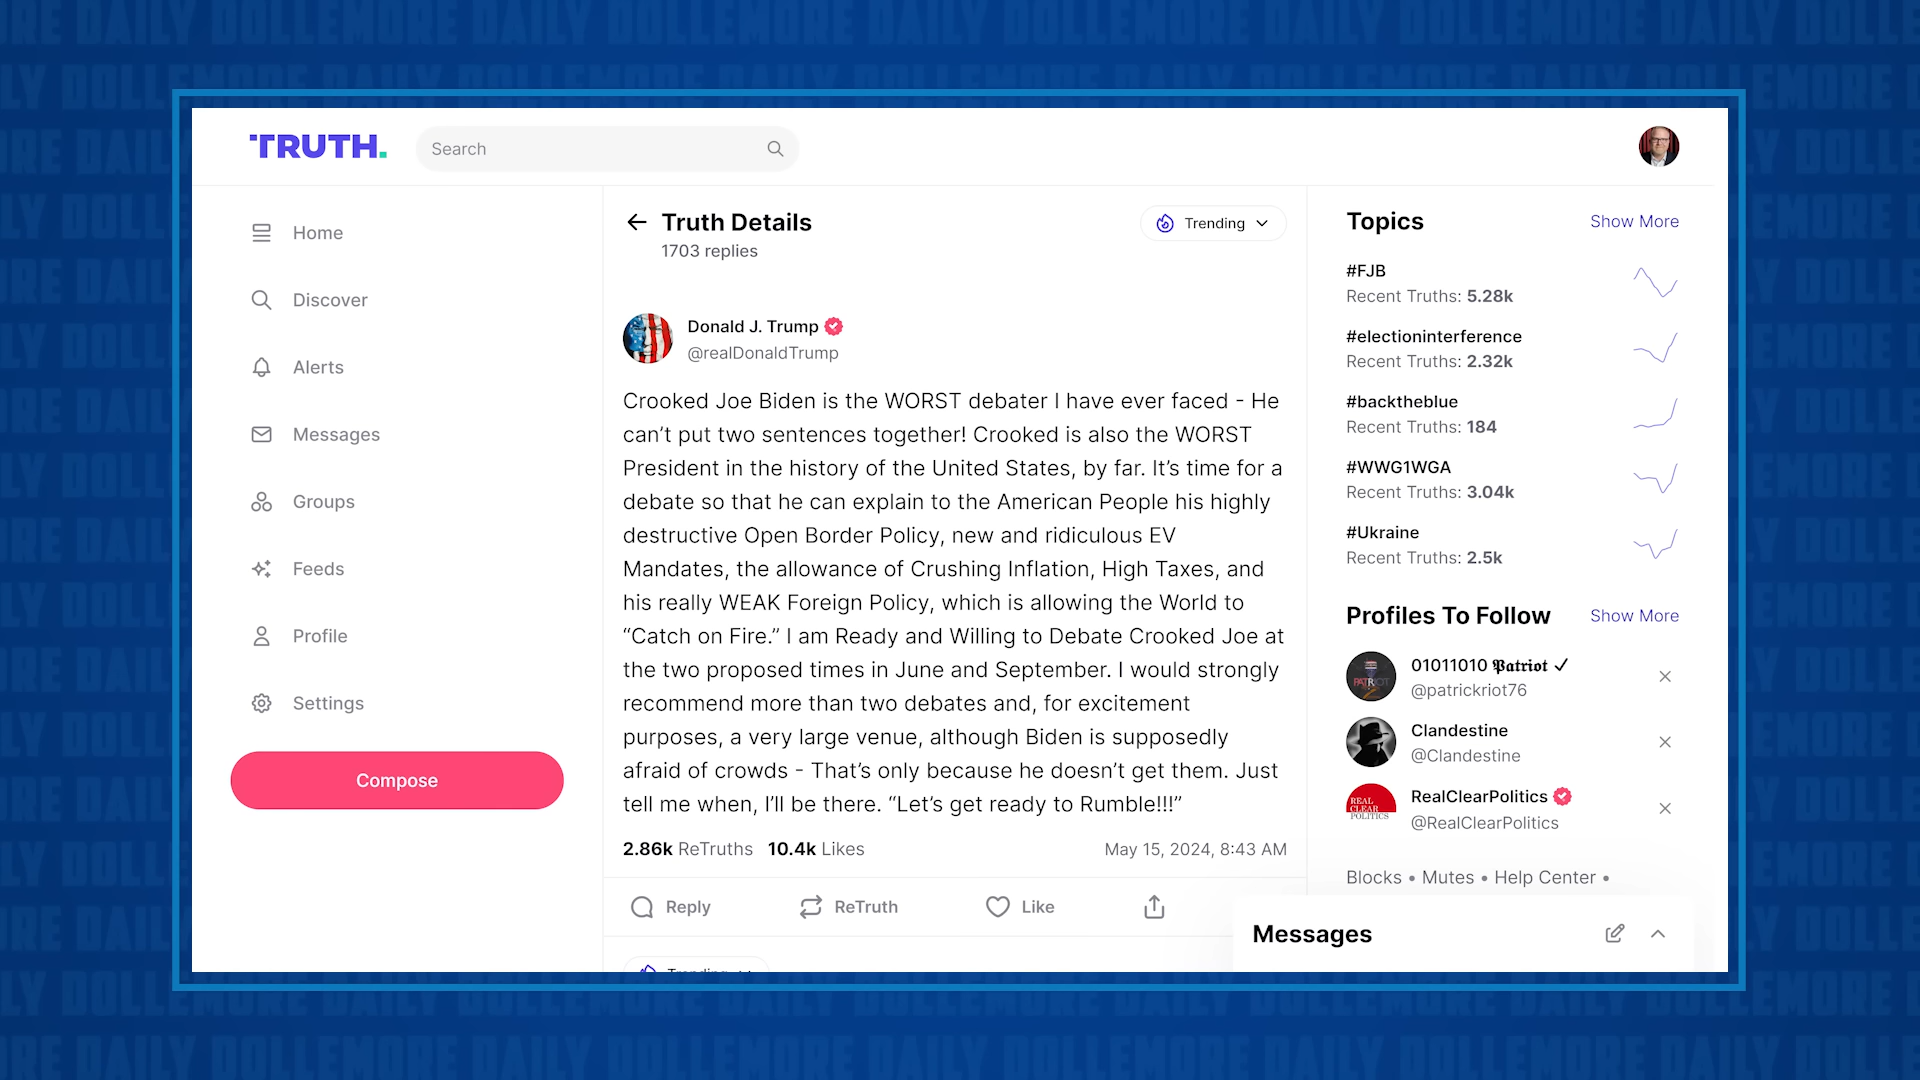 TRUTH.
Search
Home
Discover
Alerts
Messages
Groups
Feeds
Profile
Settings
Compose
Truth Details
1703 replies
Trending
Donald J. Trump
@realDonaldTrump
Crooked Joe Biden is the WORST debater I have ever faced - He
can’t put two sentences together! Crooked is also the WORST
President in the history of the United States, by far. It’s time for a
debate so that he can explain to the American People his highly
destructive Open Border Policy, new and ridiculous EV
Mandates, the allowance of Crushing Inflation, High Taxes, and
his really WEAK Foreign Policy, which is allowing the World to
“Catch on Fire.” I am Ready and Willing to Debate Crooked Joe at
the two proposed times in June and September. I would strongly
recommend more than two debates and, for excitement
purposes, a very large venue, although Biden is supposedly
afraid of crowds - That’s only because he doesn’t get them. Just
tell me when, I’ll be there. “Let’s get ready to Rumble!!!”
2.86k ReTruths 10.4k Likes
May 15, 2024, 8:43 AM
Reply
ReTruth
Like
Trending
Topics
Show More
#FJB
Recent Truths: 5.28k
#electioninterference
Recent Truths: 2.32k
#backtheblue
Recent Truths: 184
#WWG1WGA
Recent Truths: 3.04k
#Ukraine
Recent Truths: 2.5k
Profiles To Follow
Show More
PATRIOT
01011010 𝕻𝖆𝖙𝖗𝖎𝖔𝖙 ✓
@patrickriot76
Clandestine
@Clandestine
REAL
CLEAR
POLITICS
RealClearPolitics
@RealClearPolitics
Blocks • Mutes • Help Center •
Messages
DAILY DOLLEMORE